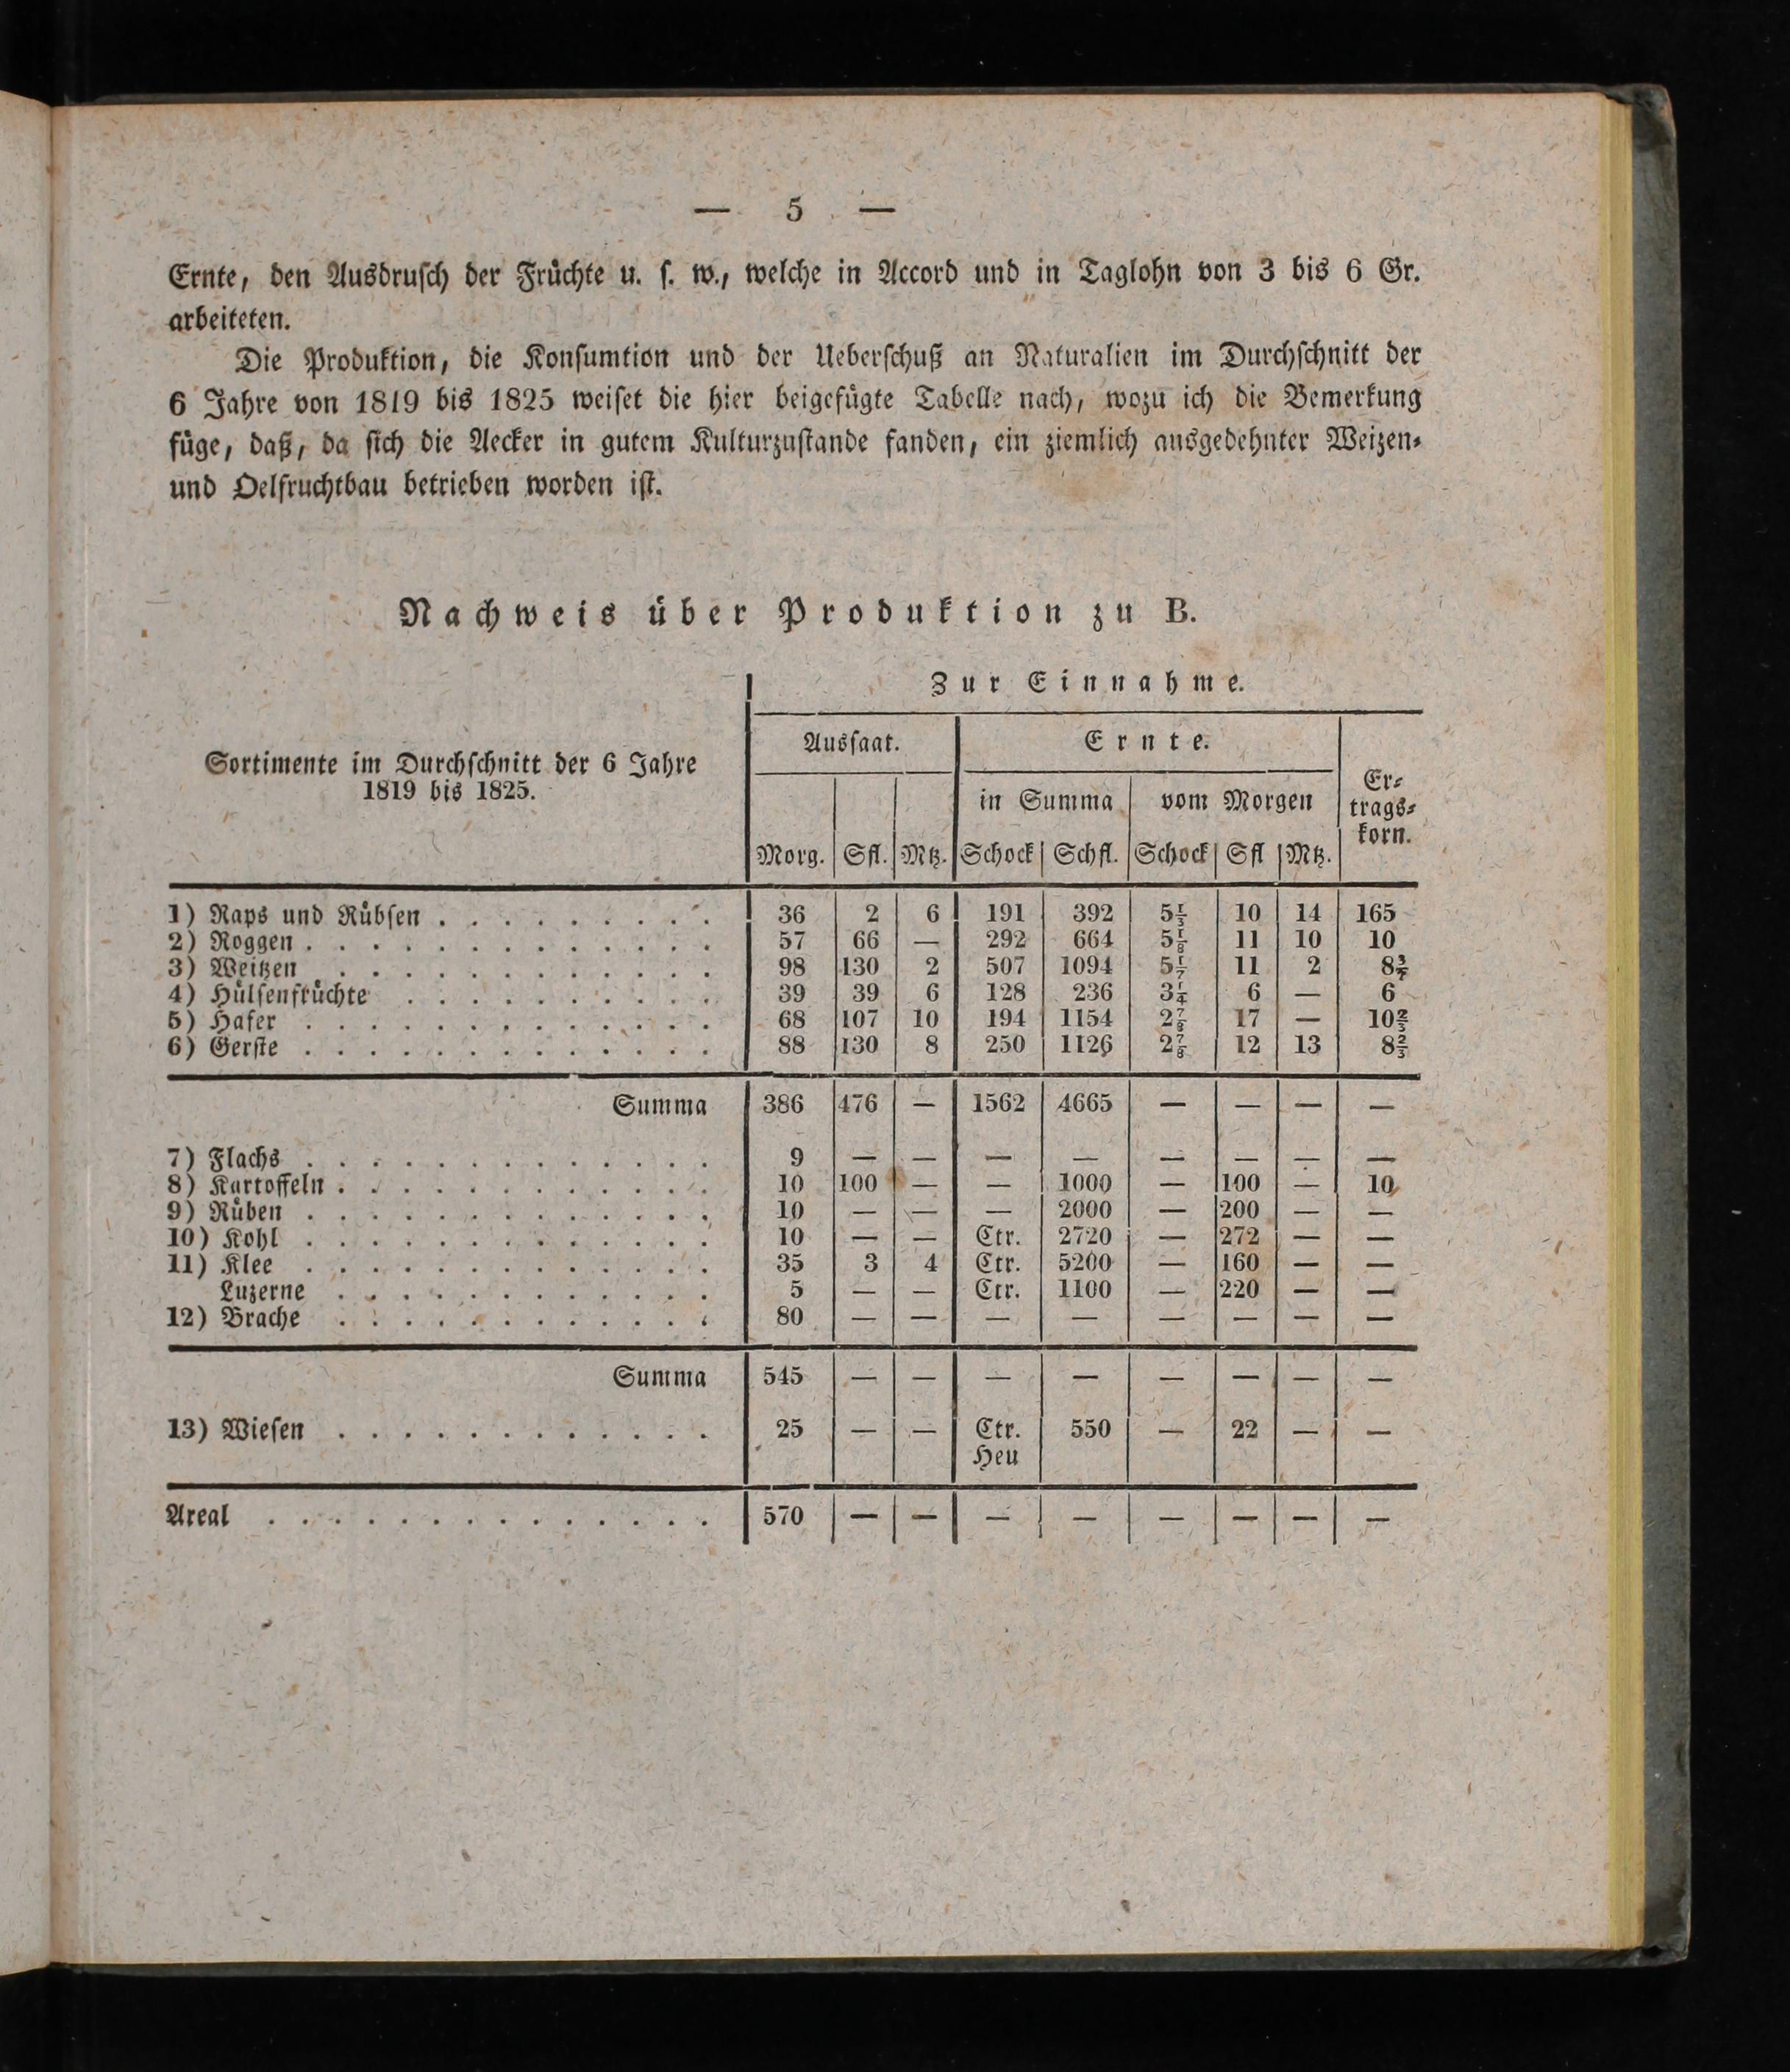 — 5 —
Ernte, den Ausdrusch der Früchte u. s. w., welche in Accord und in Taglohn von 3 bis 6 Gr.
arbeiteten.
Die Produktion, die Konsumtion und der Ueberschuß an Naturalien im Durchschnitt der
6 Jahre von 1819 bis 1825 weiset die hier beigefügte Tabelle nach, wozu ich die Bemerkung
füge, daß, da sich die Aecker in gutem Kulturzustande fanden, ein ziemlich ausgedehnter Weizen-
und Oelfruchtbau betrieben worden ist.
Nachweis über Produktion zu B.
Zur Einnahme.
Sortimente im Durchschnitt der 6 Jahre
1819 bis 1825.
Aussaat. Ernte. Er-
trags-
korn.
in Summa vom Morgen
Morg. Sfl. Mtz. Schock Schfl. Schock Sfl Mtz.
1) Raps und Rübsen . . . . . . . . . 36 2 6 191 392 5⅓ 10 14 165
2) Roggen . . . . . . . . . . . . . 57 66 — 292 664 5⅛ 11 10 10
3) Weitzen . . . . . . . . . . . . 98 130 2 507 1094 5⅐ 11 2 8 3/7
4) Hülsenfrüchte . . . . . . . . . . 39 39 6 128 236 3¼ 6 — 6
5) Hafer . . . . . . . . . . . . . 68 107 10 194 1154 2⅞ 17 — 10⅔
6) Gerste . . . . . . . . . . . . . 88 130 8 250 1126 2⅞ 12 13 8⅔
Summa 386 476 — 1562 4665 — — — —
7) Flachs . . . . . . . . . . . . . 9 — — — — — — — —
8) Kartoffeln . . . . . . . . . . . . 10 100 — — 1000 — 100 — 10
9) Rüben . . . . . . . . . . . . . 10 — — — 2000 — 200 — —
10) Kohl . . . . . . . . . . . . . 10 — — Ctr. 2720 — 272 — —
11) Klee . . . . . . . . . . . . . 35 3 4 Ctr. 5200 — 160 — —
Luzerne . . . . . . . . . . . . 5 — — Ctr. 1100 — 220 — —
12) Brache . . . . . . . . . . . . 80 — — — — — — — —
Summa 545 — — — — — — — —
13) Wiesen . . . . . . . . . . . . 25 — — Ctr. 550 — 22 — —
Heu
Areal . . . . . . . . . . . . . . 570 — — — — — — — —